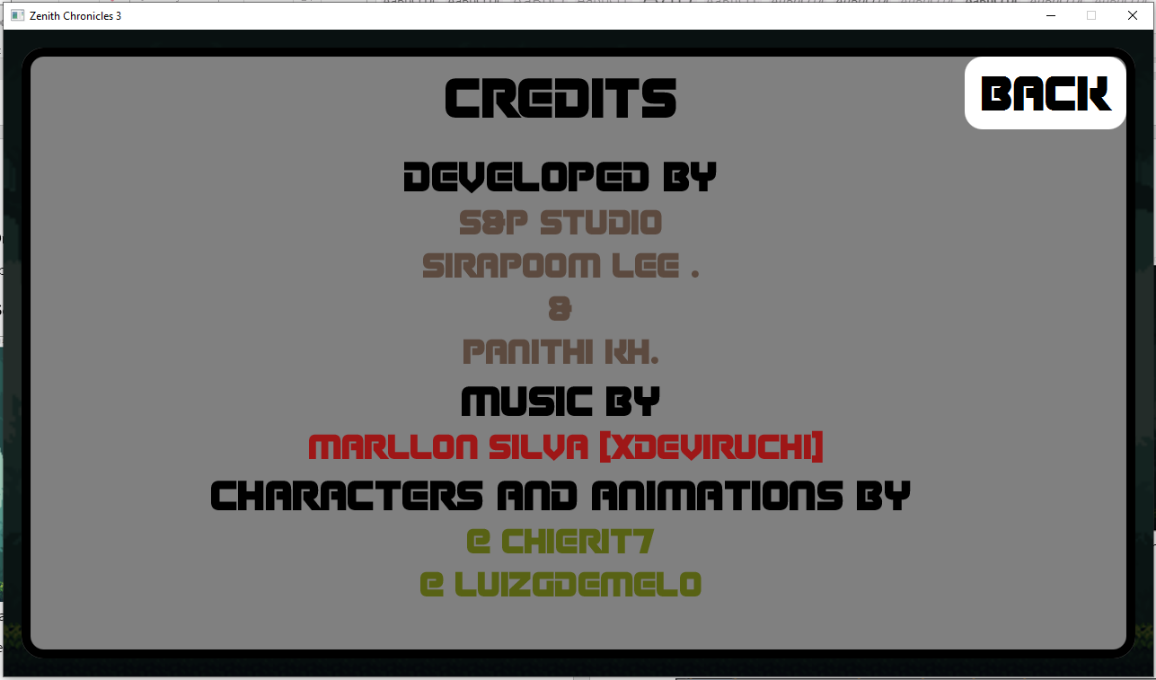 Zenith Chronicles 3
CREDITS
BACK
DEVELOPED BY
S&P STUDIO
SIRAPOOM LEE .
&
PANITHI KH.
MUSIC BY
MARLLON SILVA [XDEVIRUCHI]
CHARACTERS AND ANIMATIONS BY
@ CHIERIT7
@ LUIZGDEMELO